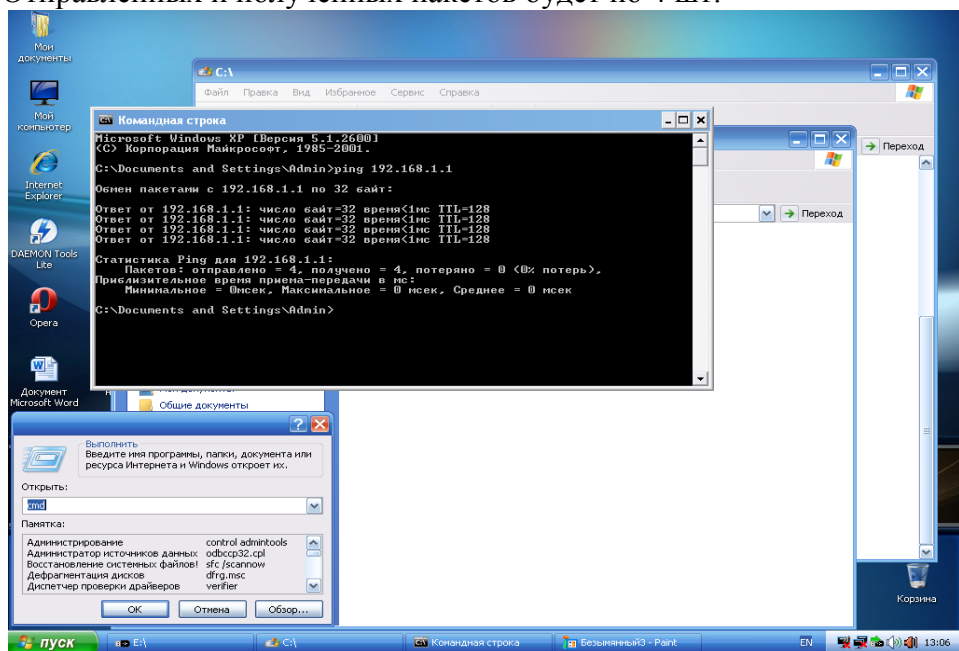 Отправленных и полученных пакетов будет по 4 шт.
Мои
документы
Мой
компьютер
Internet
Explorer
DAEMON Tools
Lite
Opera
Документ
Microsoft Word
C:\
Файл Правка Вид Избранное Сервис Справка
Переход
Переход
Командная строка
Microsoft Windows XP [Версия 5.1.2600]
(С) Корпорация Майкрософт, 1985-2001.
C:\Documents and Settings\Admin>ping 192.168.1.1
Обмен пакетами с 192.168.1.1 по 32 байт:
Ответ от 192.168.1.1: число байт=32 время<1мс TTL=128
Ответ от 192.168.1.1: число байт=32 время<1мс TTL=128
Ответ от 192.168.1.1: число байт=32 время<1мс TTL=128
Ответ от 192.168.1.1: число байт=32 время<1мс TTL=128
Статистика Ping для 192.168.1.1:
Пакетов: отправлено = 4, получено = 4, потеряно = 0 (0% потерь),
Приблизительное время приема-передачи в мс:
Минимальное = 0мсек, Максимальное = 0 мсек, Среднее = 0 мсек
C:\Documents and Settings\Admin>
Общие документы
Выполнить
Введите имя программы, папки, документа или
ресурса Интернета и Windows откроет их.
Открыть:
cmd
Памятка:
Администрирование control admintools
Администратор источников данных odbccp32.cpl
Восстановление системных файлов! sfc /scannow
Дефрагментация дисков dfrg.msc
Диспетчер проверки драйверов verifier
ОК Отмена Обзор...
Корзина
пуск E:\ C:\ Командная строка Безымянный3 - Paint EN 13:06